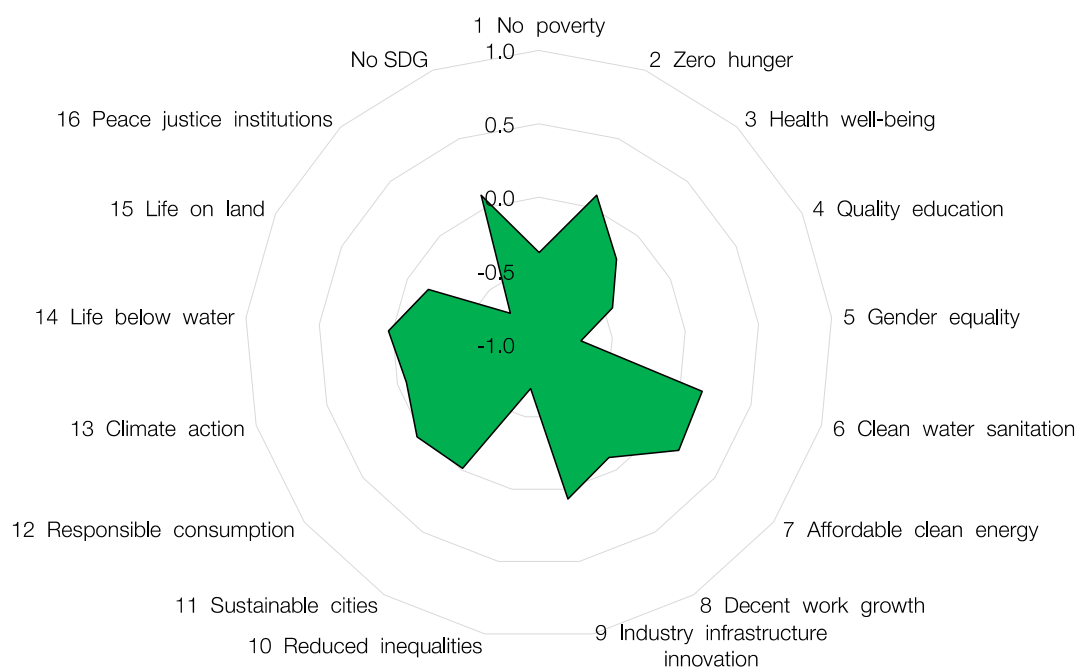 1 No poverty
2 Zero hunger
3 Health well-being
4 Quality education
5 Gender equality
6 Clean water sanitation
7 Affordable clean energy
8 Decent work growth
9 Industry infrastructure
innovation
10 Reduced inequalities
11 Sustainable cities
12 Responsible consumption
13 Climate action
14 Life below water
15 Life on land
16 Peace justice institutions
No SDG
1.0
0.5
0.0
-0.5
-1.0